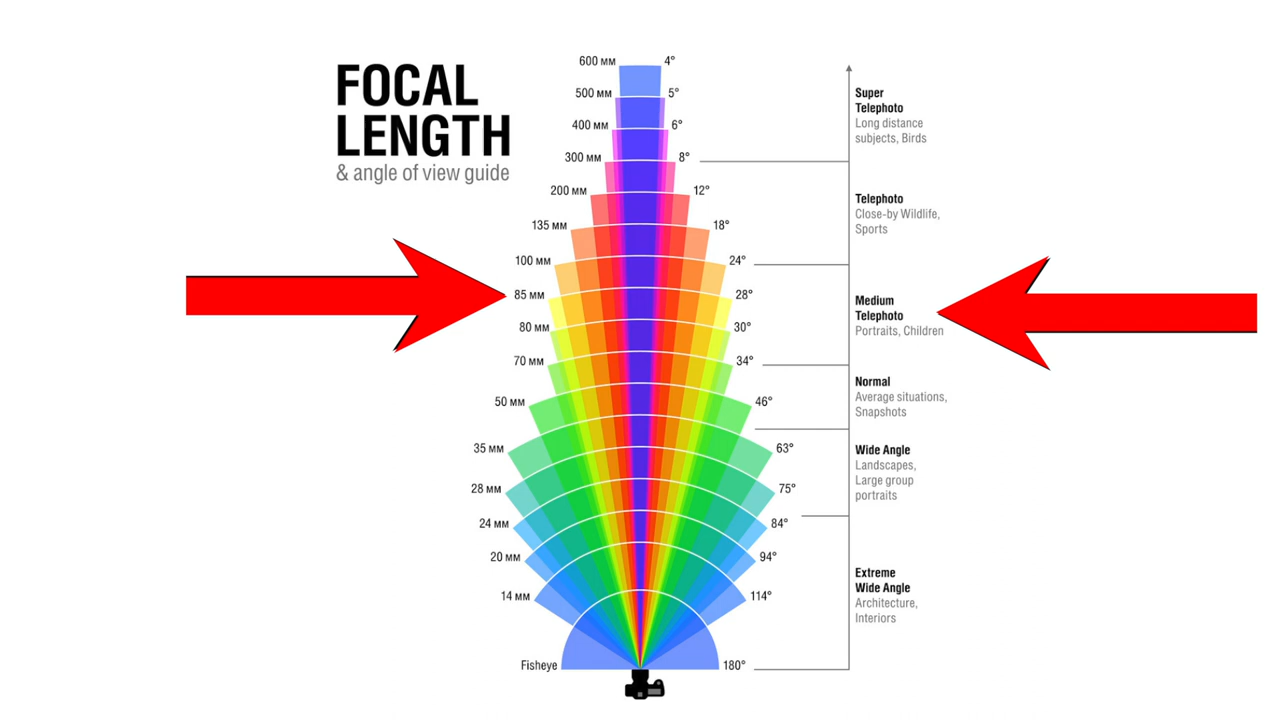 FOCAL
LENGTH
& angle of view guide
600 мм 4°
500 мм 5°
400 мм 6°
300 мм 8°
200 мм 12°
135 мм 18°
100 мм 24°
85 мм 28°
80 мм 30°
70 мм 34°
50 мм 46°
35 мм 63°
28 мм 75°
24 мм 84°
20 мм 94°
14 мм 114°
Fisheye 180°
Super
Telephoto
Long distance
subjects, Birds
Telephoto
Close-by Wildlife,
Sports
Medium
Telephoto
Portraits, Children
Normal
Average situations,
Snapshots
Wide Angle
Landscapes,
Large group
portraits
Extreme
Wide Angle
Architecture,
Interiors